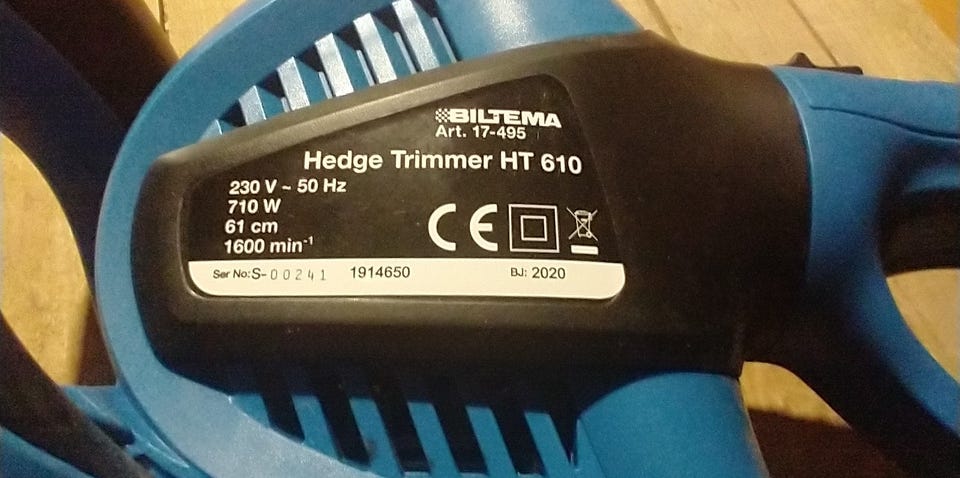 BILTEMA
Art. 17-495
Hedge Trimmer HT 610
230 V ~ 50 Hz
710 W
61 cm
1600 min⁻¹
CE
Ser No:S-00241 1914650 BJ: 2020